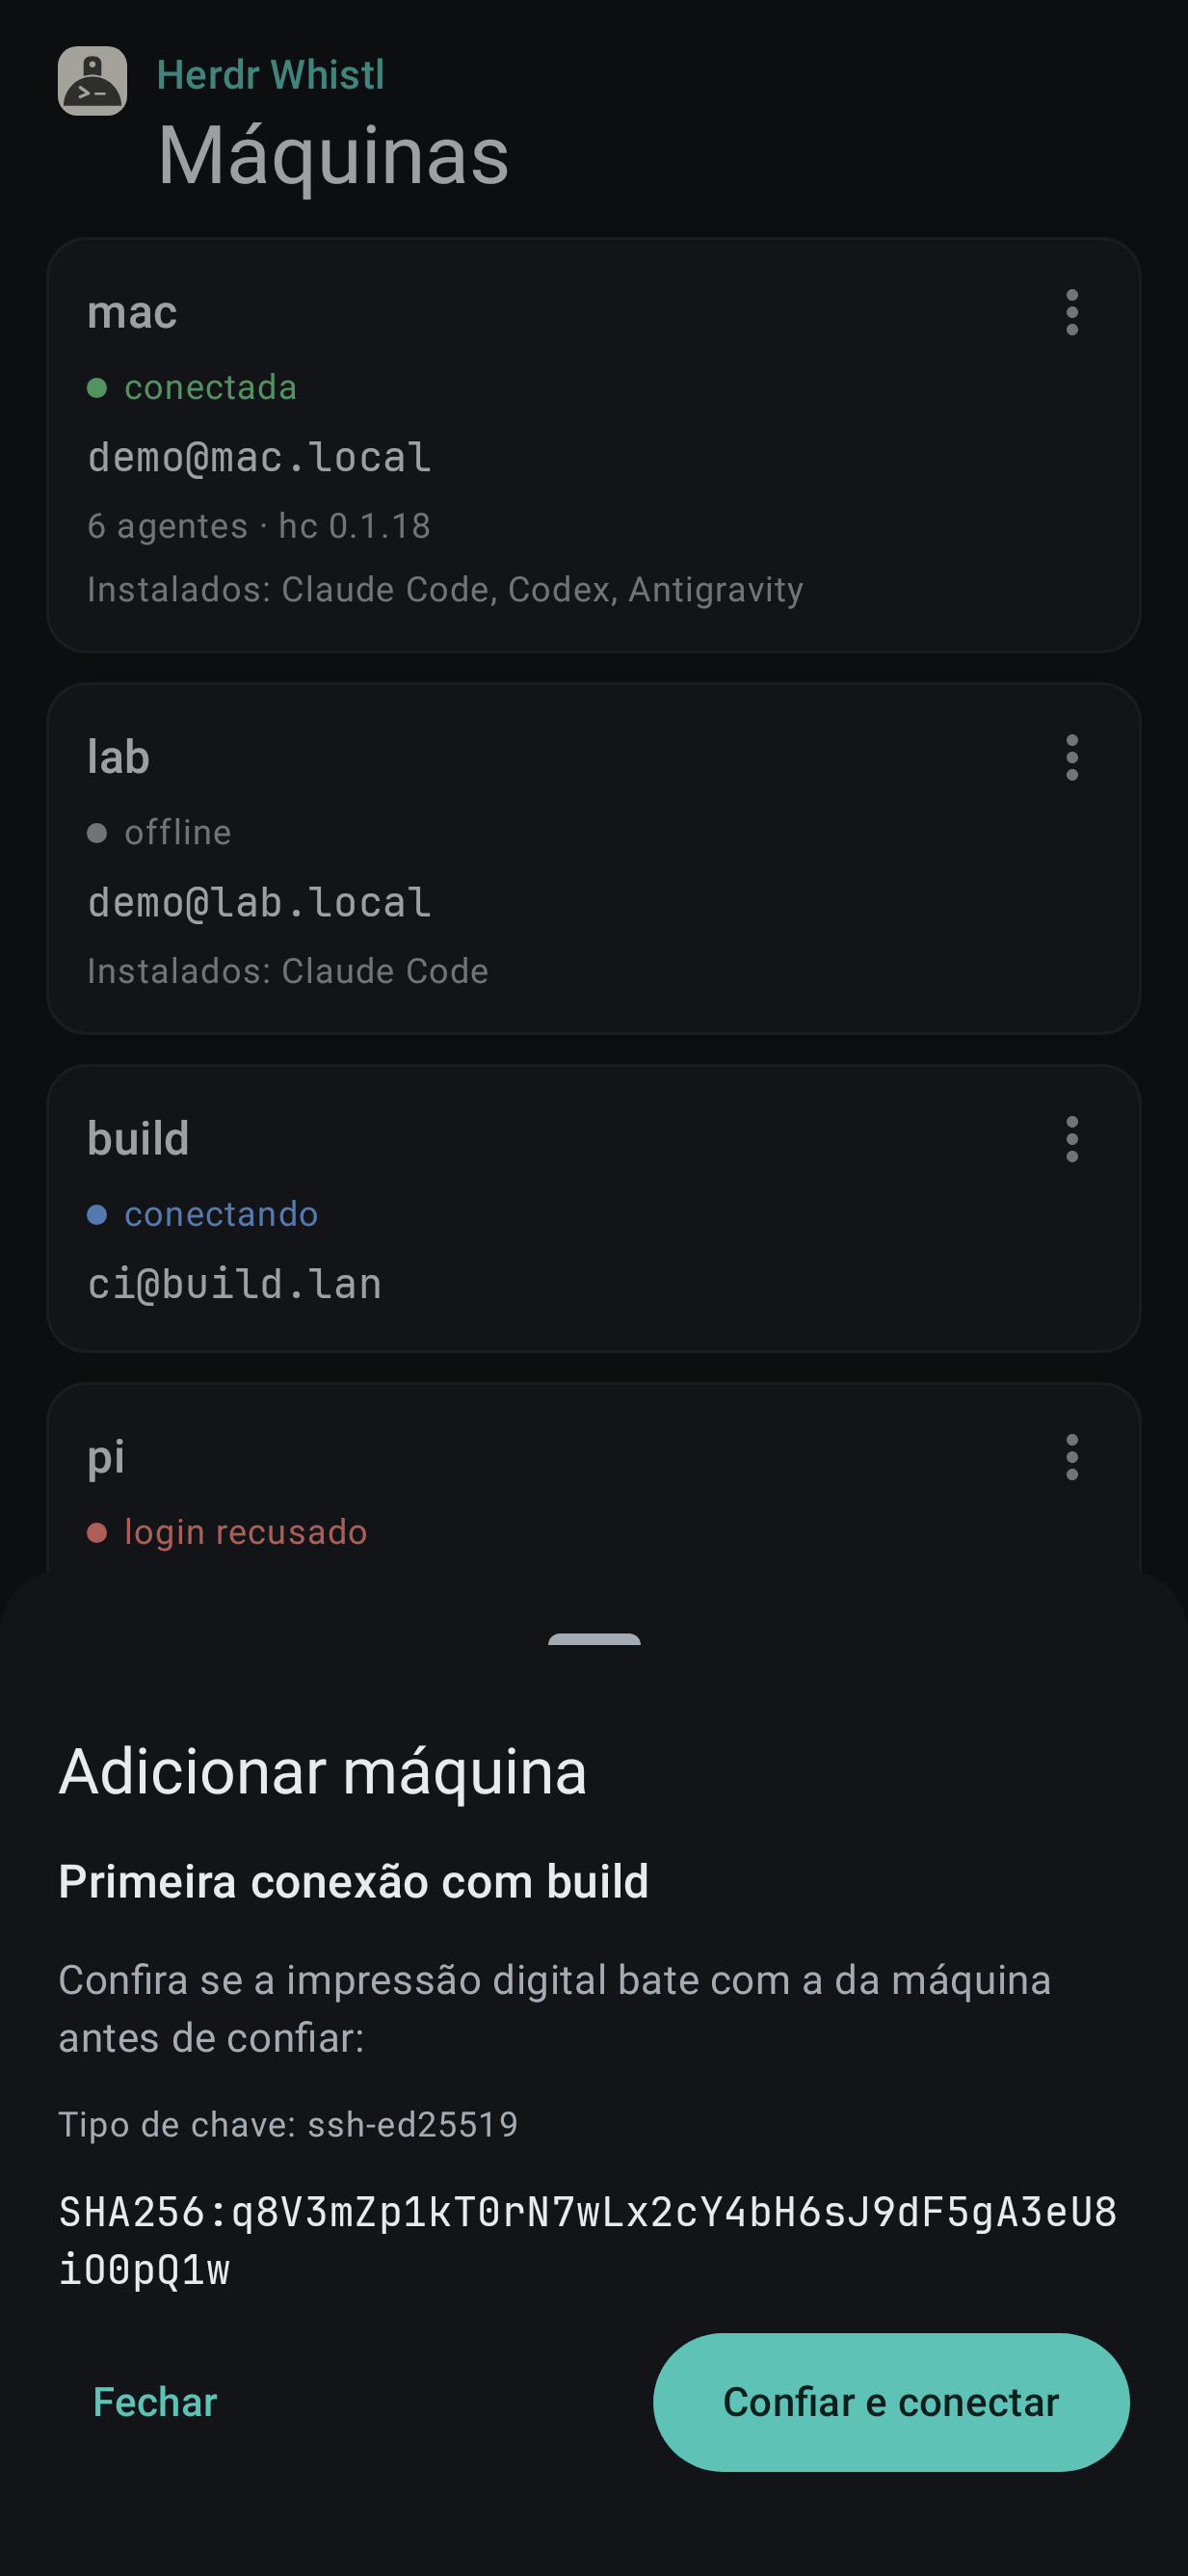 Herdr Whistl
Máquinas
mac
conectada
demo@mac.local
6 agentes · hc 0.1.18
Instalados: Claude Code, Codex, Antigravity
lab
offline
demo@lab.local
Instalados: Claude Code
build
conectando
ci@build.lan
pi
login recusado
Adicionar máquina
Primeira conexão com build
Confira se a impressão digital bate com a da máquina
antes de confiar:
Tipo de chave: ssh-ed25519
SHA256:q8V3mZp1kT0rN7wLx2cY4bH6sJ9dF5gA3eU8
iO0pQ1w
Fechar
Confiar e conectar